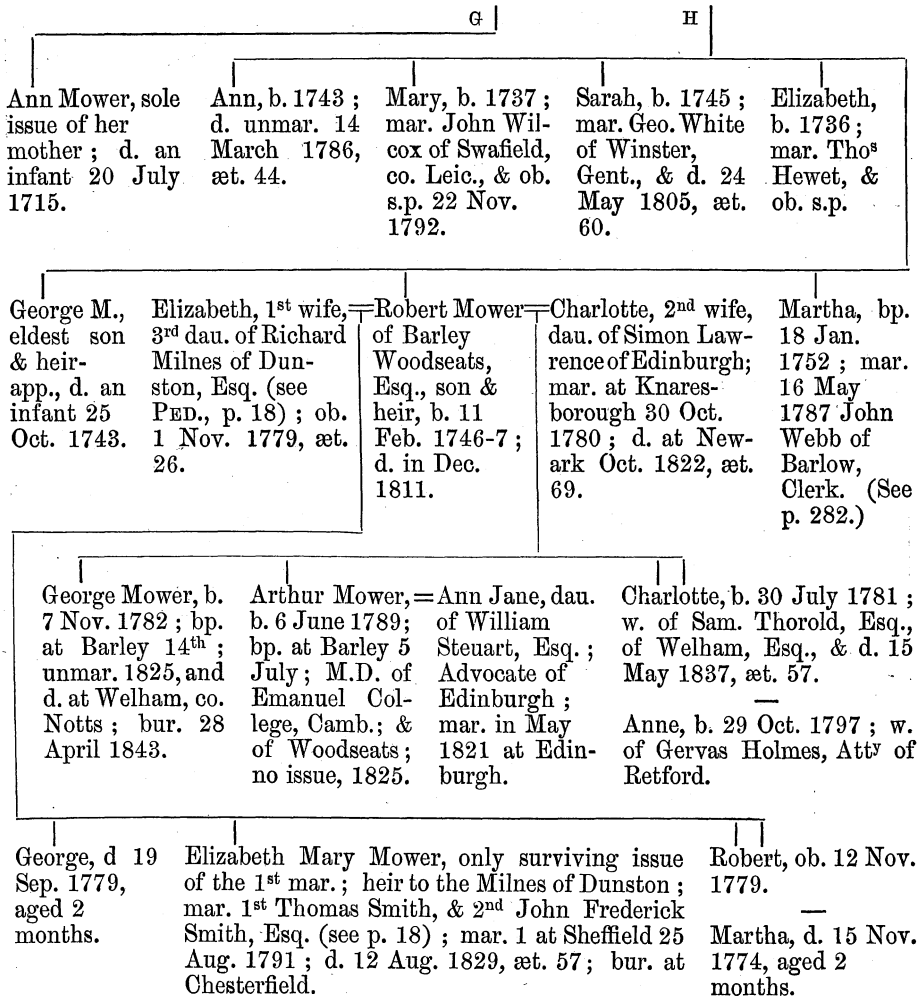 G
H
Ann Mower, sole
issue of her
mother ; d. an
infant 20 July
1715.
Ann, b. 1743 ;
d. unmar. 14
March 1786,
æt. 44.
Mary, b. 1737 ;
mar. John Wil-
cox of Swafield,
co. Leic., & ob.
s.p. 22 Nov.
1792.
Sarah, b. 1745 ;
mar. Geo. White
of Winster,
Gent., & d. 24
May 1805, æt.
60.
Elizabeth,
b. 1736 ;
mar. Thoˢ
Hewet, &
ob. s.p.
George M.,
eldest son
& heir-
app., d. an
infant 25
Oct. 1743.
Elizabeth, 1ˢᵗ wife,
3ʳᵈ dau. of Richard
Milnes of Dun-
ston, Esq. (see
PED., p. 18) ; ob.
1 Nov. 1779, æt.
26.
=Robert Mower=
of Barley
Woodseats,
Esq., son &
heir, b. 11
Feb. 1746-7 ;
d. in Dec.
1811.
Charlotte, 2ⁿᵈ wife,
dau. of Simon Law-
rence of Edinburgh;
mar. at Knares-
borough 30 Oct.
1780 ; d. at New-
ark Oct. 1822, æt.
69.
Martha, bp.
18 Jan.
1752 ; mar.
16 May
1787 John
Webb of
Barlow,
Clerk. (See
p. 282.)
George Mower, b.
7 Nov. 1782 ; bp.
at Barley 14ᵗʰ ;
unmar. 1825, and
d. at Welham, co.
Notts ; bur. 28
April 1843.
Arthur Mower,=
b. 6 June 1789;
bp. at Barley 5
July ; M.D. of
Emanuel Col-
lege, Camb.; &
of Woodseats ;
no issue, 1825.
Ann Jane, dau.
of William
Steuart, Esq. ;
Advocate of
Edinburgh ;
mar. in May
1821 at Edin-
burgh.
Charlotte, b. 30 July 1781 ;
w. of Sam. Thorold, Esq.,
of Welham, Esq., & d. 15
May 1837, æt. 57.
—
Anne, b. 29 Oct. 1797 ; w.
of Gervas Holmes, Attʸ of
Retford.
George, d 19
Sep. 1779,
aged 2
months.
Elizabeth Mary Mower, only surviving issue
of the 1ˢᵗ mar. ; heir to the Milnes of Dunston ;
mar. 1ˢᵗ Thomas Smith, & 2ⁿᵈ John Frederick
Smith, Esq. (see p. 18) ; mar. 1 at Sheffield 25
Aug. 1791 ; d. 12 Aug. 1829, æt. 57 ; bur. at
Chesterfield.
Robert, ob. 12 Nov.
1779.
—
Martha, d. 15 Nov.
1774, aged 2
months.